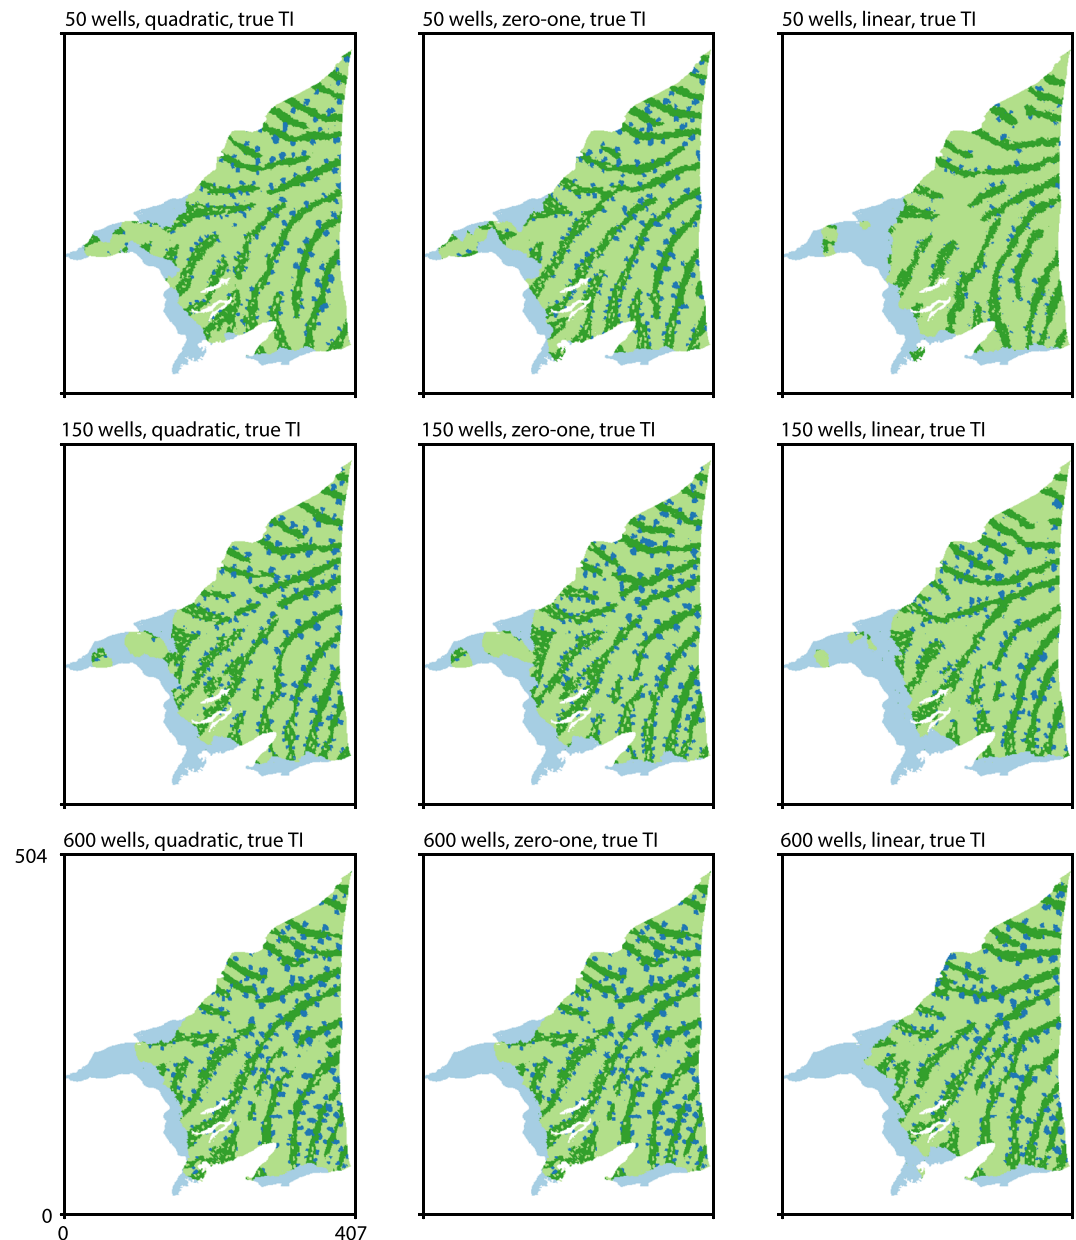 50 wells, quadratic, true TI
50 wells, zero-one, true TI
50 wells, linear, true TI
150 wells, quadratic, true TI
150 wells, zero-one, true TI
150 wells, linear, true TI
600 wells, quadratic, true TI
600 wells, zero-one, true TI
600 wells, linear, true TI
504
0
0
407